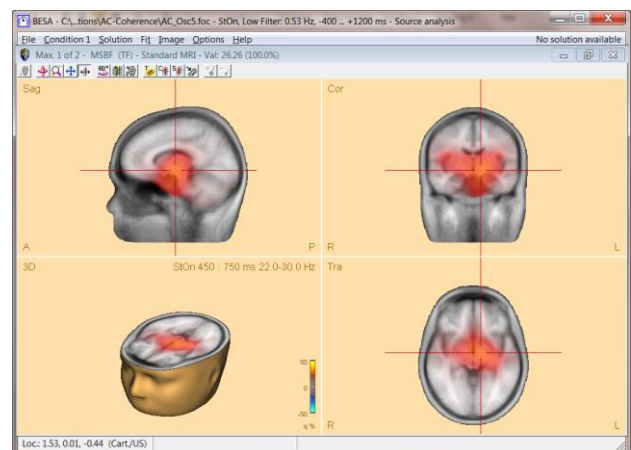 BESA - C:\...tions\AC-Coherence\AC_Osc5.foc - StOn, Low Filter: 0.53 Hz, -400 ... +1200 ms - Source analysis
File Condition 1 Solution Fit Image Options Help No solution available
Max. 1 of 2 - MSBF (TF) - Standard MRI - Val: 26.26 (100.0%)
Sag
Cor
A P
R L
3D StOn 450 : 750 ms 22.0-30.0 Hz
Tra
50
0
-50
q %
R L
Loc.: 1.53, 0.01, -0.44 (Cart./US)